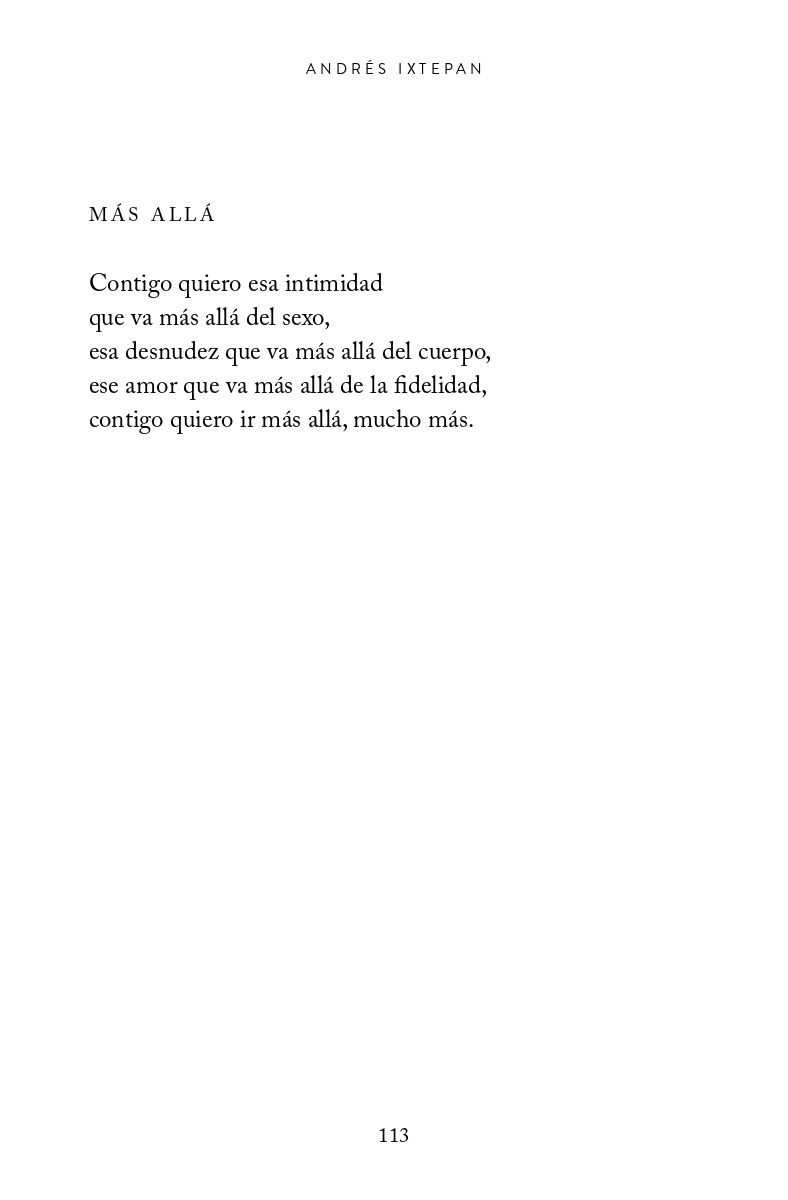 ANDRÉS IXTEPAN
MÁS ALLÁ
Contigo quiero esa intimidad
que va más allá del sexo,
esa desnudez que va más allá del cuerpo,
ese amor que va más allá de la fidelidad,
contigo quiero ir más allá, mucho más.
113